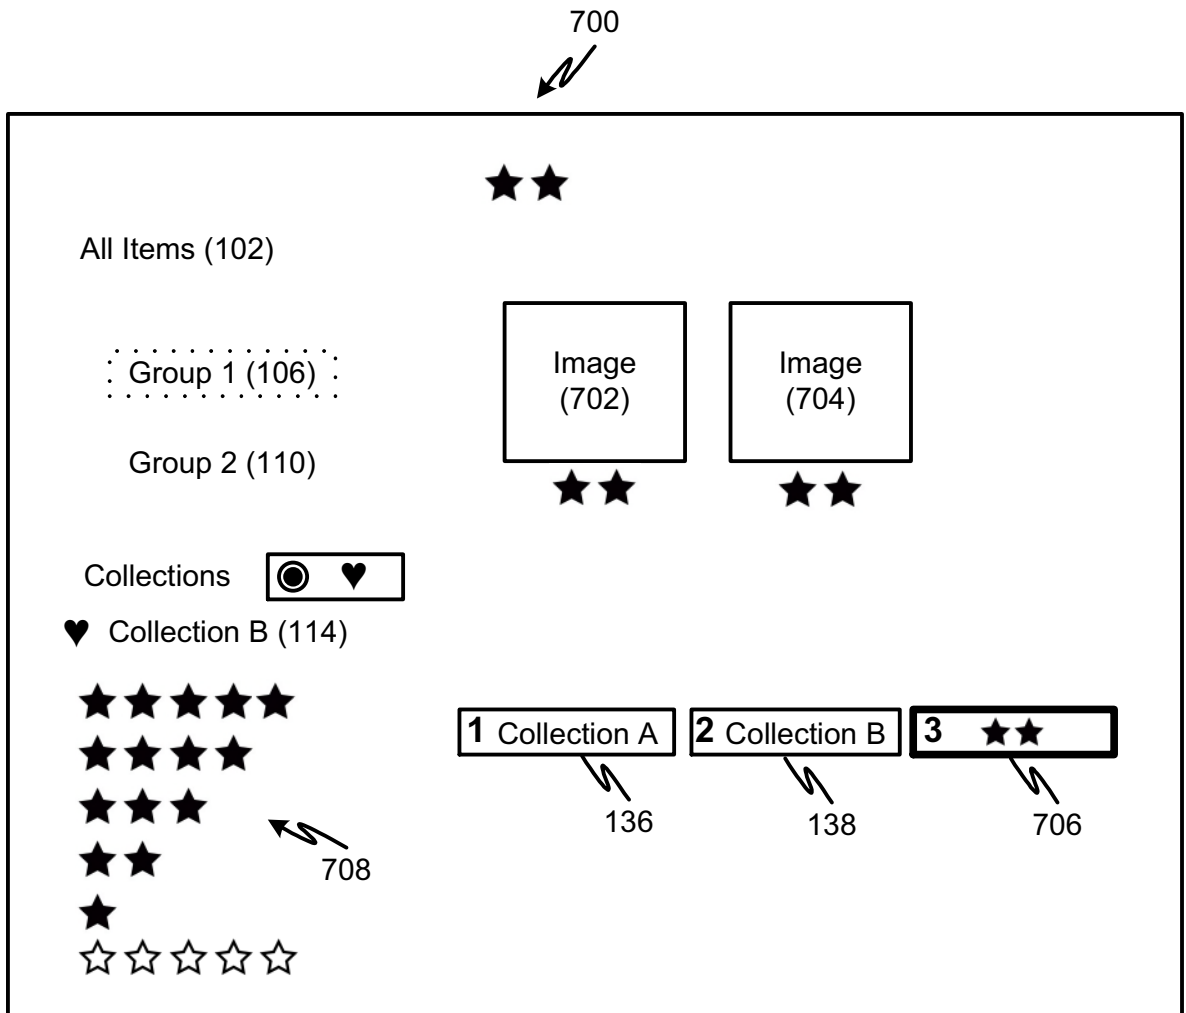 700
★★
All Items (102)
Image
(702)
Image
(704)
Group 1 (106)
Group 2 (110)
★★
★★
Collections ◉ ♥
♥ Collection B (114)
★★★★★
★★★★
★★★
★★
★
☆☆☆☆☆
1 Collection A
2 Collection B
3 ★★
136
138
706
708